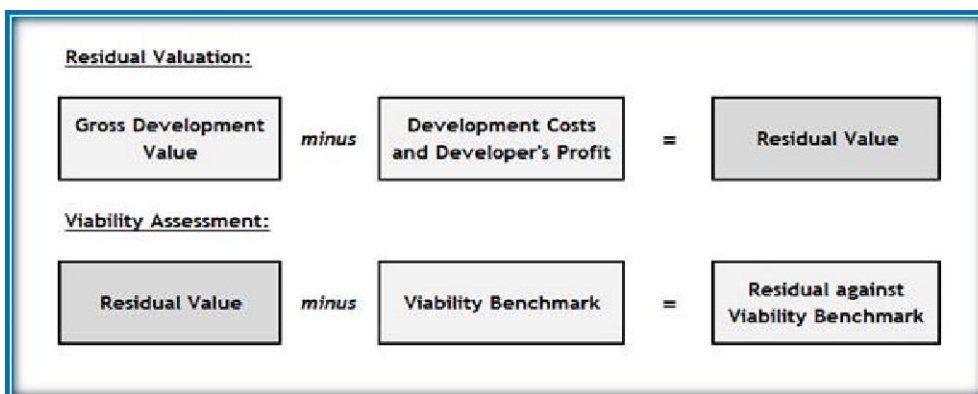 Residual Valuation:
Gross Development
Value
minus
Development Costs
and Developer's Profit
=
Residual Value
Viability Assessment:
Residual Value
minus
Viability Benchmark
=
Residual against
Viability Benchmark